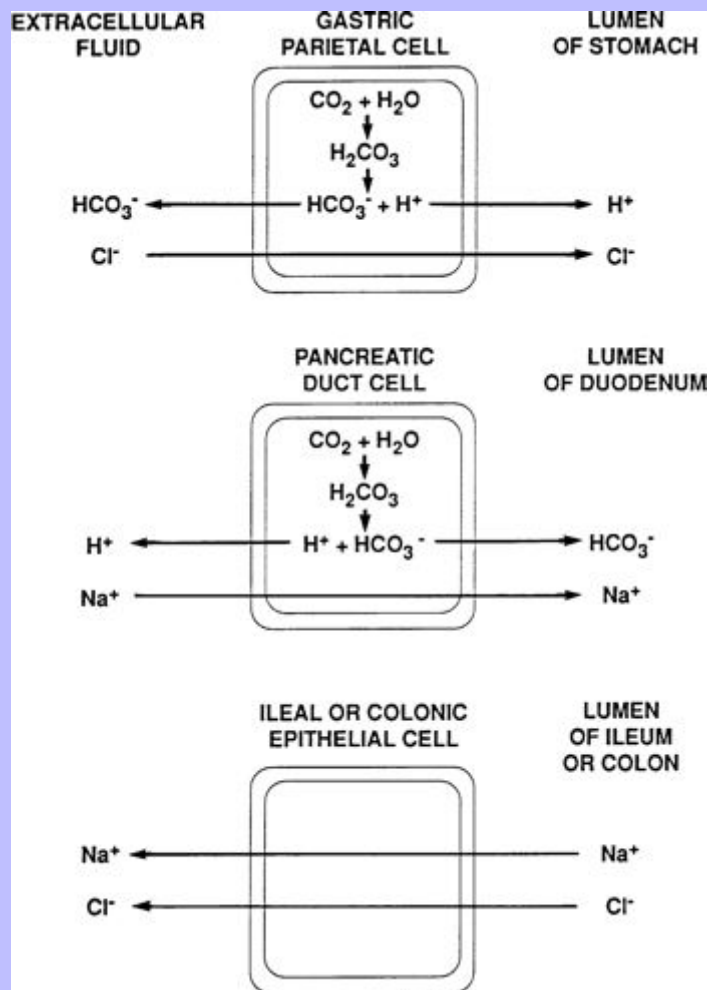 EXTRACELLULAR FLUID
GASTRIC PARIETAL CELL
LUMEN OF STOMACH
CO₂ + H₂O
H₂CO₃
HCO₃⁻
HCO₃⁻ + H⁺
H⁺
Cl⁻
Cl⁻
PANCREATIC DUCT CELL
LUMEN OF DUODENUM
CO₂ + H₂O
H₂CO₃
H⁺
H⁺ + HCO₃⁻
HCO₃⁻
Na⁺
Na⁺
ILEAL OR COLONIC EPITHELIAL CELL
LUMEN OF ILEUM OR COLON
Na⁺
Na⁺
Cl⁻
Cl⁻